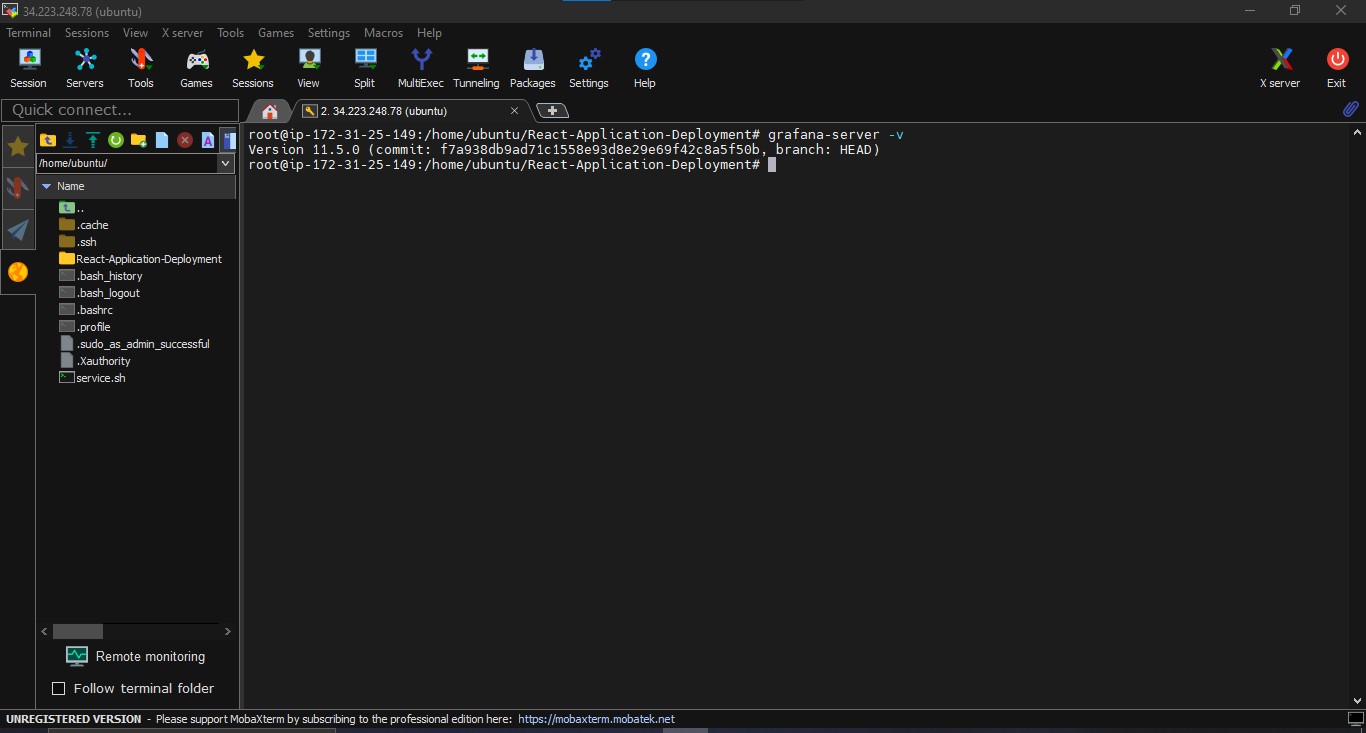 34.223.248.78 (ubuntu)
Terminal Sessions View X server Tools Games Settings Macros Help
Session Servers Tools Games Sessions View Split MultiExec Tunneling Packages Settings Help X server Exit
Quick connect...
2. 34.223.248.78 (ubuntu)
/home/ubuntu/
Name
..
.cache
.ssh
React-Application-Deployment
.bash_history
.bash_logout
.bashrc
.profile
.sudo_as_admin_successful
.Xauthority
service.sh
Remote monitoring
Follow terminal folder
root@ip-172-31-25-149:/home/ubuntu/React-Application-Deployment# grafana-server -v
Version 11.5.0 (commit: f7a938db9ad71c1558e93d8e29e69f42c8a5f50b, branch: HEAD)
root@ip-172-31-25-149:/home/ubuntu/React-Application-Deployment#
UNREGISTERED VERSION - Please support MobaXterm by subscribing to the professional edition here: https://mobaxterm.mobatek.net